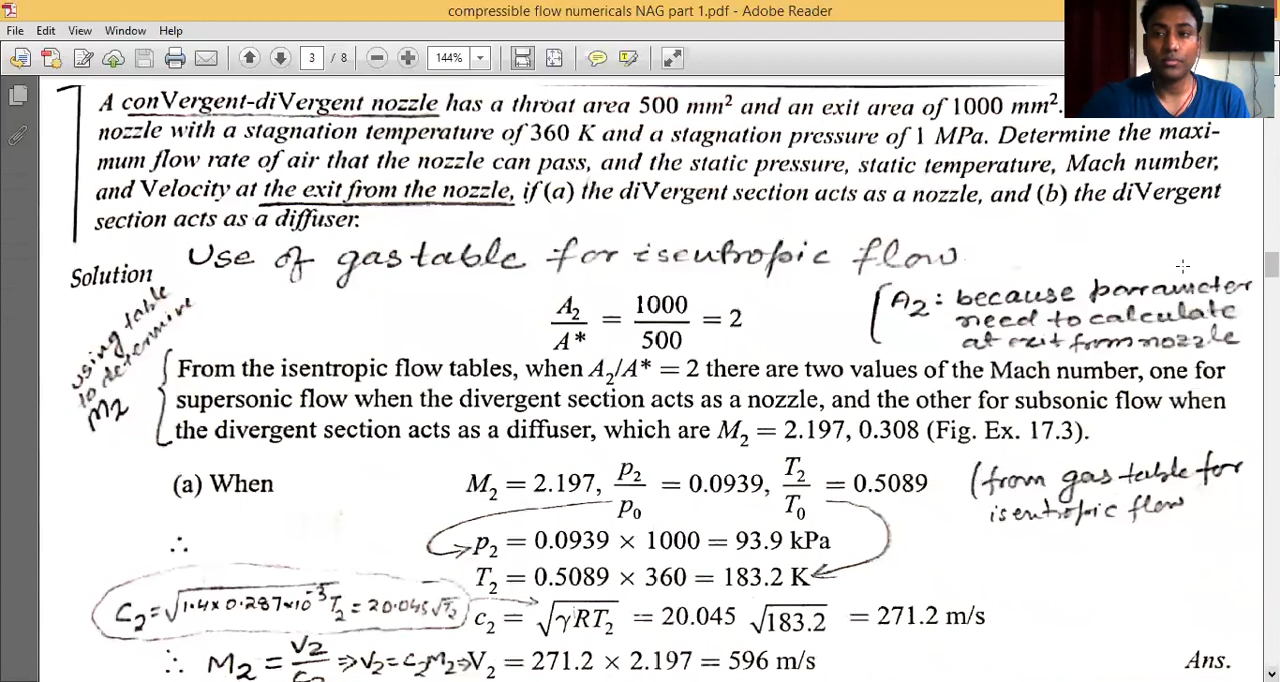 compressible flow numericals NAG part 1.pdf - Adobe Reader
File Edit View Window Help
3 / 8 144%
A conVergent-diVergent nozzle has a throat area 500 mm² and an exit area of 1000 mm².
nozzle with a stagnation temperature of 360 K and a stagnation pressure of 1 MPa. Determine the maxi-
mum flow rate of air that the nozzle can pass, and the static pressure, static temperature, Mach number,
and Velocity at the exit from the nozzle, if (a) the diVergent section acts as a nozzle, and (b) the diVergent
section acts as a diffuser.
Use of gas table for isentropic flow
Solution
A₂/A* = 1000/500 = 2
A₂: because parameter
need to calculate
at exit from nozzle
using table
to determine
M₂
From the isentropic flow tables, when A₂/A* = 2 there are two values of the Mach number, one for
supersonic flow when the divergent section acts as a nozzle, and the other for subsonic flow when
the divergent section acts as a diffuser, which are M₂ = 2.197, 0.308 (Fig. Ex. 17.3).
(a) When M₂ = 2.197, p₂/p₀ = 0.0939, T₂/T₀ = 0.5089
(from gas table for
isentropic flow
∴ p₂ = 0.0939 × 1000 = 93.9 kPa
T₂ = 0.5089 × 360 = 183.2 K
C₂ = √1.4×0.287×10⁻³T₂ = 20.045√T₂
c₂ = √γRT₂ = 20.045 √183.2 = 271.2 m/s
∴ M₂ = V₂/C₂ ⇒ V₂ = C₂M₂ ⇒ V₂ = 271.2 × 2.197 = 596 m/s Ans.